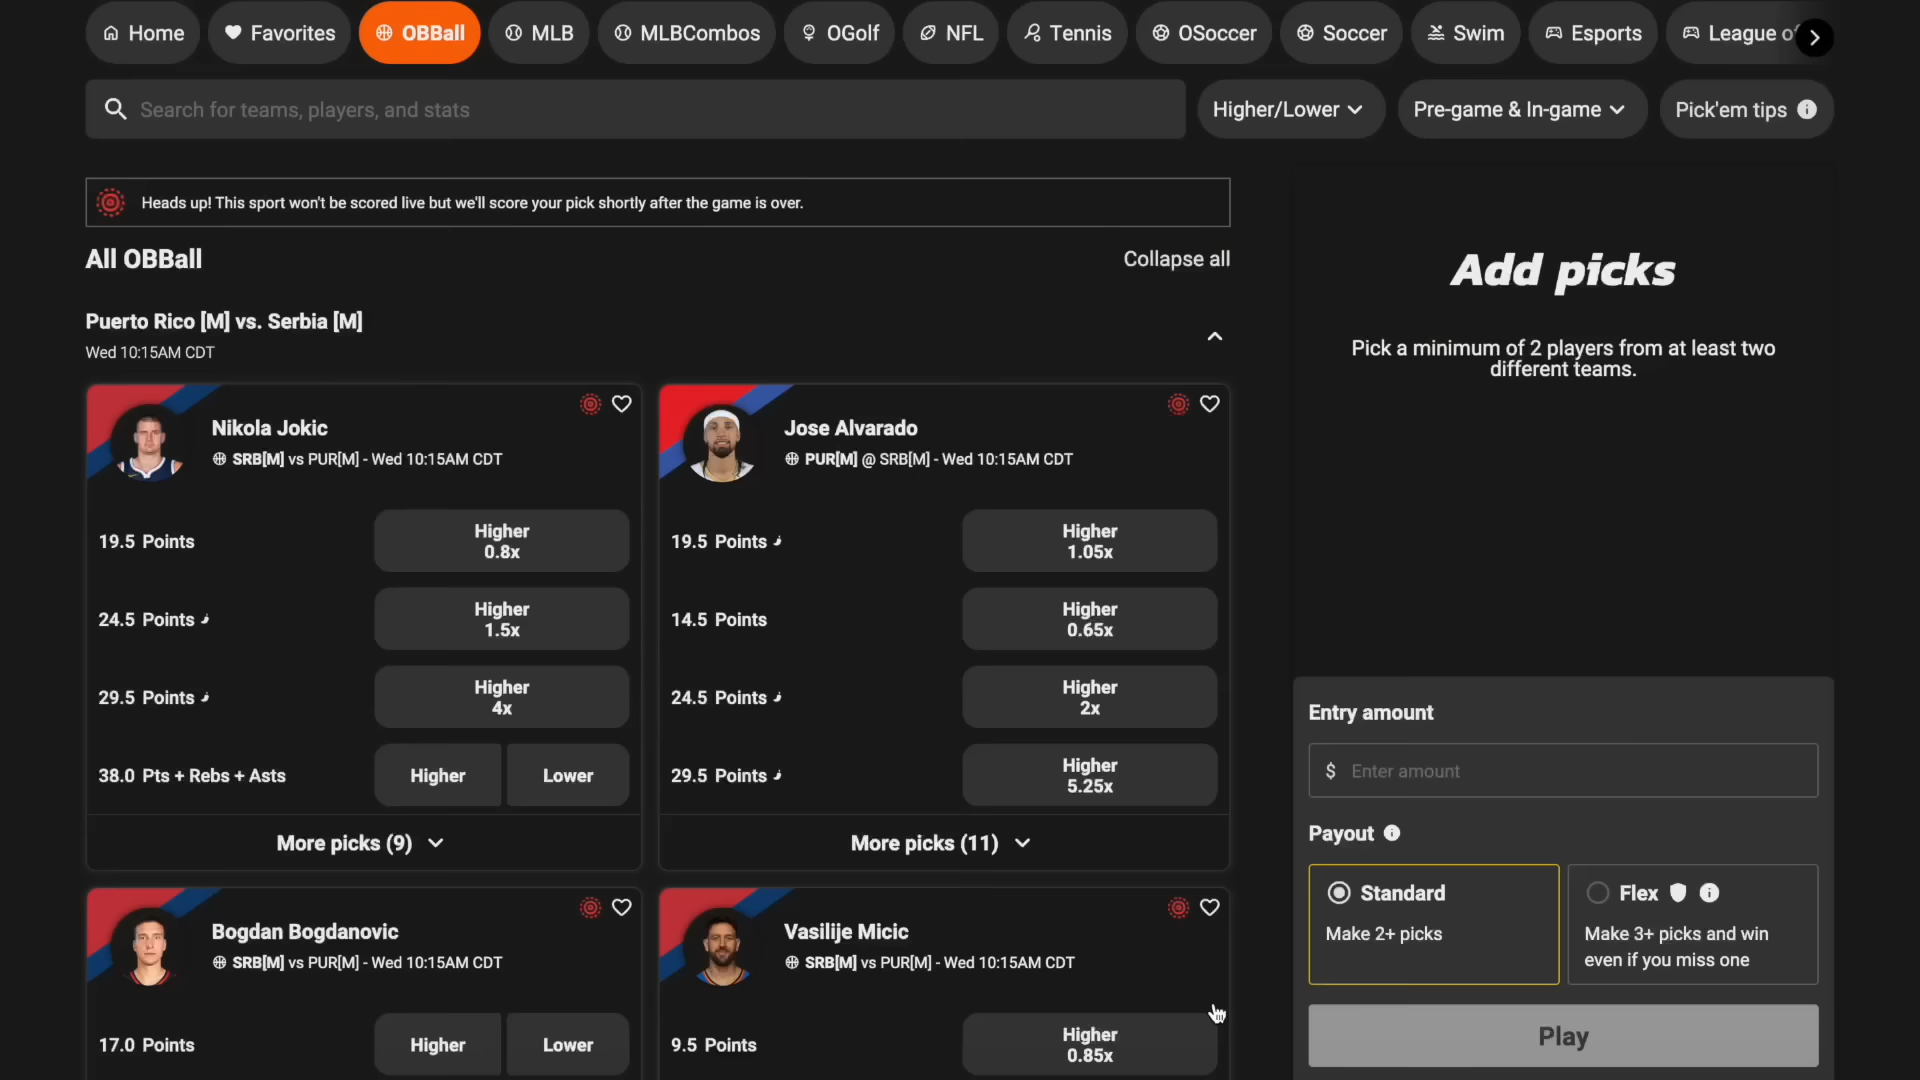 Home
Favorites
OBBall
MLB
MLBCombos
OGolf
NFL
Tennis
OSoccer
Soccer
Swim
Esports
League of
Search for teams, players, and stats
Higher/Lower
Pre-game & In-game
Pick'em tips
Heads up! This sport won't be scored live but we'll score your pick shortly after the game is over.
All OBBall
Collapse all
Puerto Rico [M] vs. Serbia [M]
Wed 10:15AM CDT
Nikola Jokic
SRB[M] vs PUR[M] - Wed 10:15AM CDT
19.5 Points
Higher
0.8x
24.5 Points
Higher
1.5x
29.5 Points
Higher
4x
38.0 Pts + Rebs + Asts
Higher
Lower
More picks (9)
Jose Alvarado
PUR[M] @ SRB[M] - Wed 10:15AM CDT
19.5 Points
Higher
1.05x
14.5 Points
Higher
0.65x
24.5 Points
Higher
2x
29.5 Points
Higher
5.25x
More picks (11)
Bogdan Bogdanovic
SRB[M] vs PUR[M] - Wed 10:15AM CDT
17.0 Points
Higher
Lower
Vasilije Micic
SRB[M] vs PUR[M] - Wed 10:15AM CDT
9.5 Points
Higher
0.85x
Add picks
Pick a minimum of 2 players from at least two
different teams.
Entry amount
$ Enter amount
Payout
Standard
Make 2+ picks
Flex
Make 3+ picks and win
even if you miss one
Play